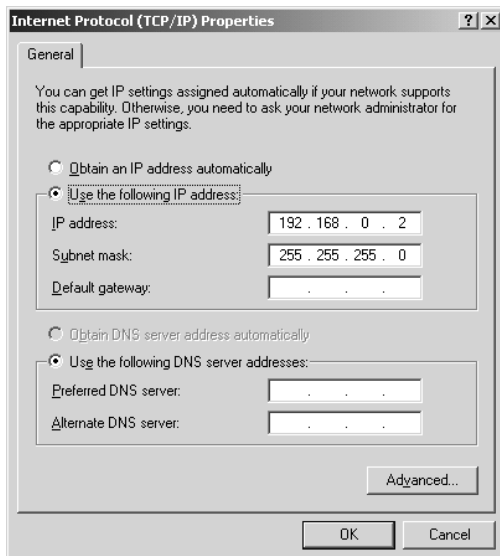 Internet Protocol (TCP/IP) Properties ? ×
General
You can get IP settings assigned automatically if your network supports
this capability. Otherwise, you need to ask your network administrator for
the appropriate IP settings.
Obtain an IP address automatically
Use the following IP address:
IP address: 192 . 168 . 0 . 2
Subnet mask: 255 . 255 . 255 . 0
Default gateway: . . .
Obtain DNS server address automatically
Use the following DNS server addresses:
Preferred DNS server: . . .
Alternate DNS server: . . .
Advanced...
OK Cancel